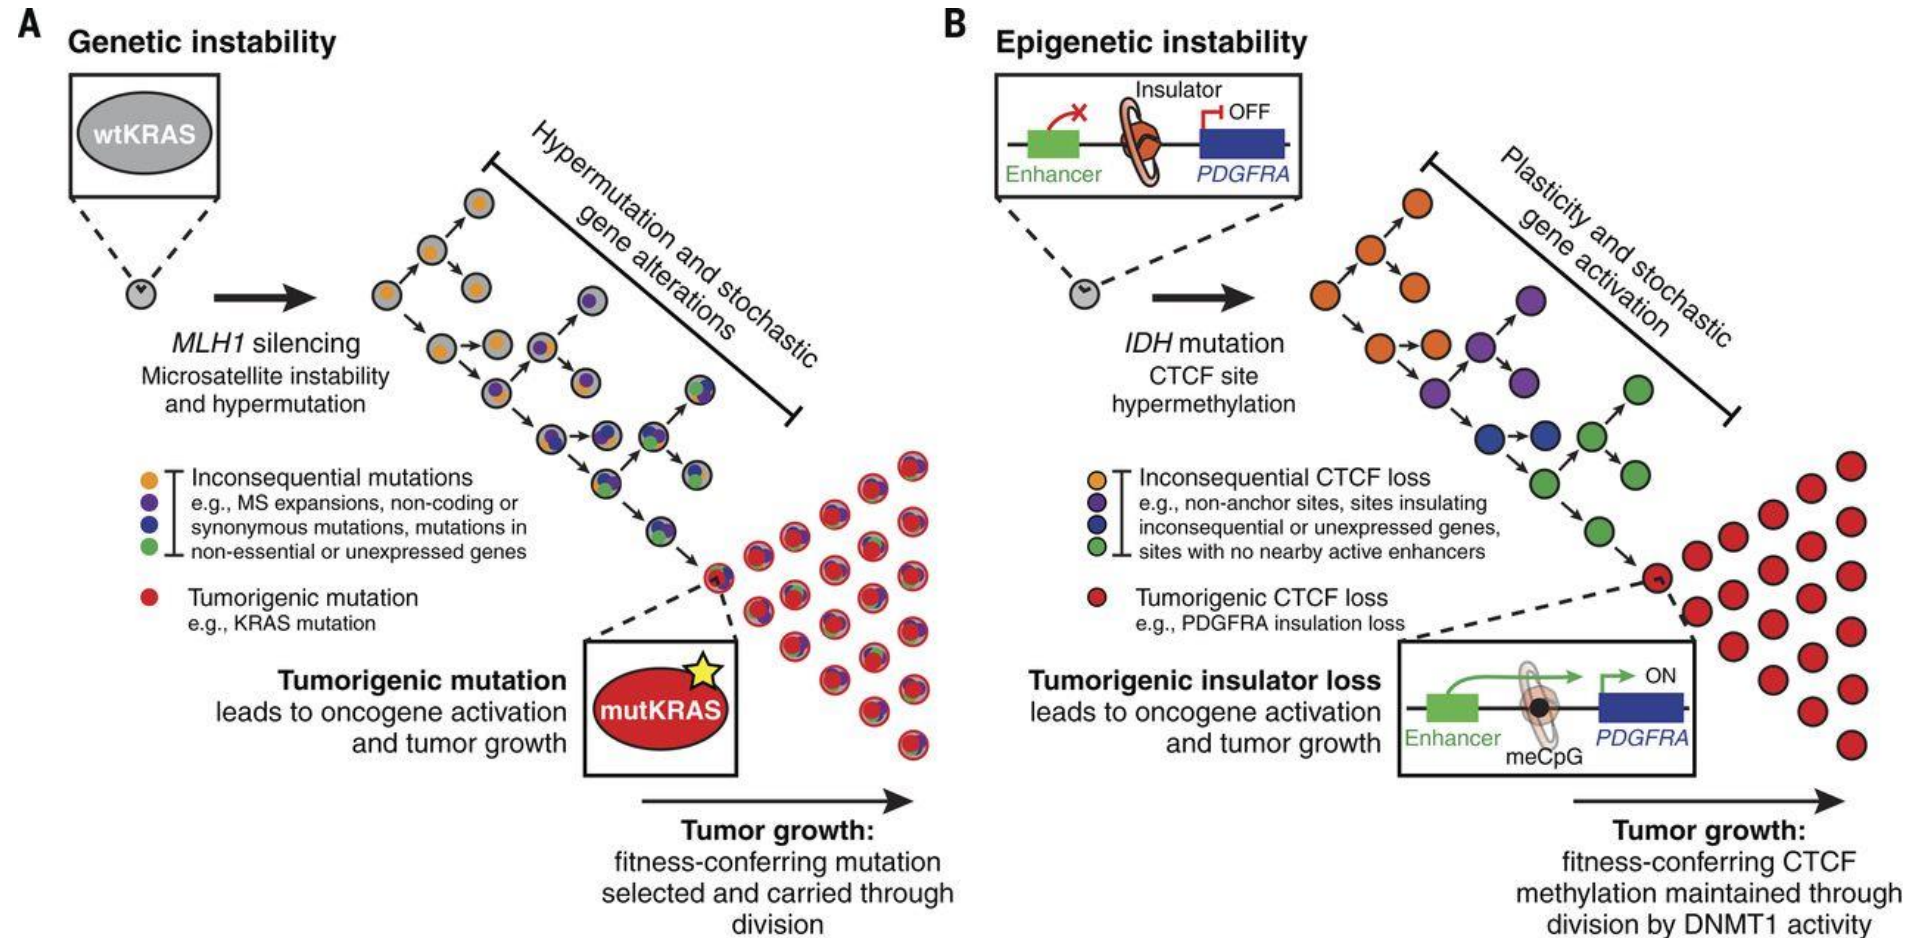 A
Genetic instability
wtKRAS
MLH1 silencing
Microsatellite instability
and hypermutation
Hypermutation and stochastic
gene alterations
Inconsequential mutations
e.g., MS expansions, non-coding or
synonymous mutations, mutations in
non-essential or unexpressed genes
Tumorigenic mutation
e.g., KRAS mutation
Tumorigenic mutation
leads to oncogene activation
and tumor growth
mutKRAS
Tumor growth:
fitness-conferring mutation
selected and carried through
division
B
Epigenetic instability
Insulator
OFF
Enhancer
PDGFRA
IDH mutation
CTCF site
hypermethylation
Plasticity and stochastic
gene activation
Inconsequential CTCF loss
e.g., non-anchor sites, sites insulating
inconsequential or unexpressed genes,
sites with no nearby active enhancers
Tumorigenic CTCF loss
e.g., PDGFRA insulation loss
Tumorigenic insulator loss
leads to oncogene activation
and tumor growth
ON
Enhancer
PDGFRA
meCpG
Tumor growth:
fitness-conferring CTCF
methylation maintained through
division by DNMT1 activity